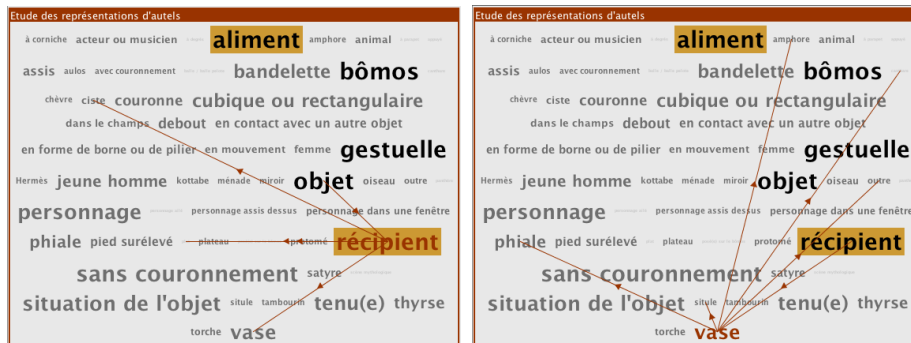 Etude des représentations d'autels
à corniche acteur ou musicien aliment amphore animal
assis aulos avec couronnement bandelette bômos
chèvre ciste couronne cubique ou rectangulaire
dans le champs debout en contact avec un autre objet
en forme de borne ou de pilier en mouvement femme gestuelle
Hermès jeune homme kottabe ménade miroir objet oiseau outre
personnage personnage assis dessus personnage dans une fenêtre
phiale pied surélevé plateau protomé récipient
sans couronnement satyre
situation de l'objet situle tambourin tenu(e) thyrse
torche vase
Etude des représentations d'autels
à corniche acteur ou musicien aliment amphore animal
assis aulos avec couronnement bandelette bômos
chèvre ciste couronne cubique ou rectangulaire
dans le champs debout en contact avec un autre objet
en forme de borne ou de pilier en mouvement femme gestuelle
Hermès jeune homme kottabe ménade miroir objet oiseau outre
personnage personnage assis dessus personnage dans une fenêtre
phiale pied surélevé plateau protomé récipient
sans couronnement satyre
situation de l'objet situle tambourin tenu(e) thyrse
torche vase